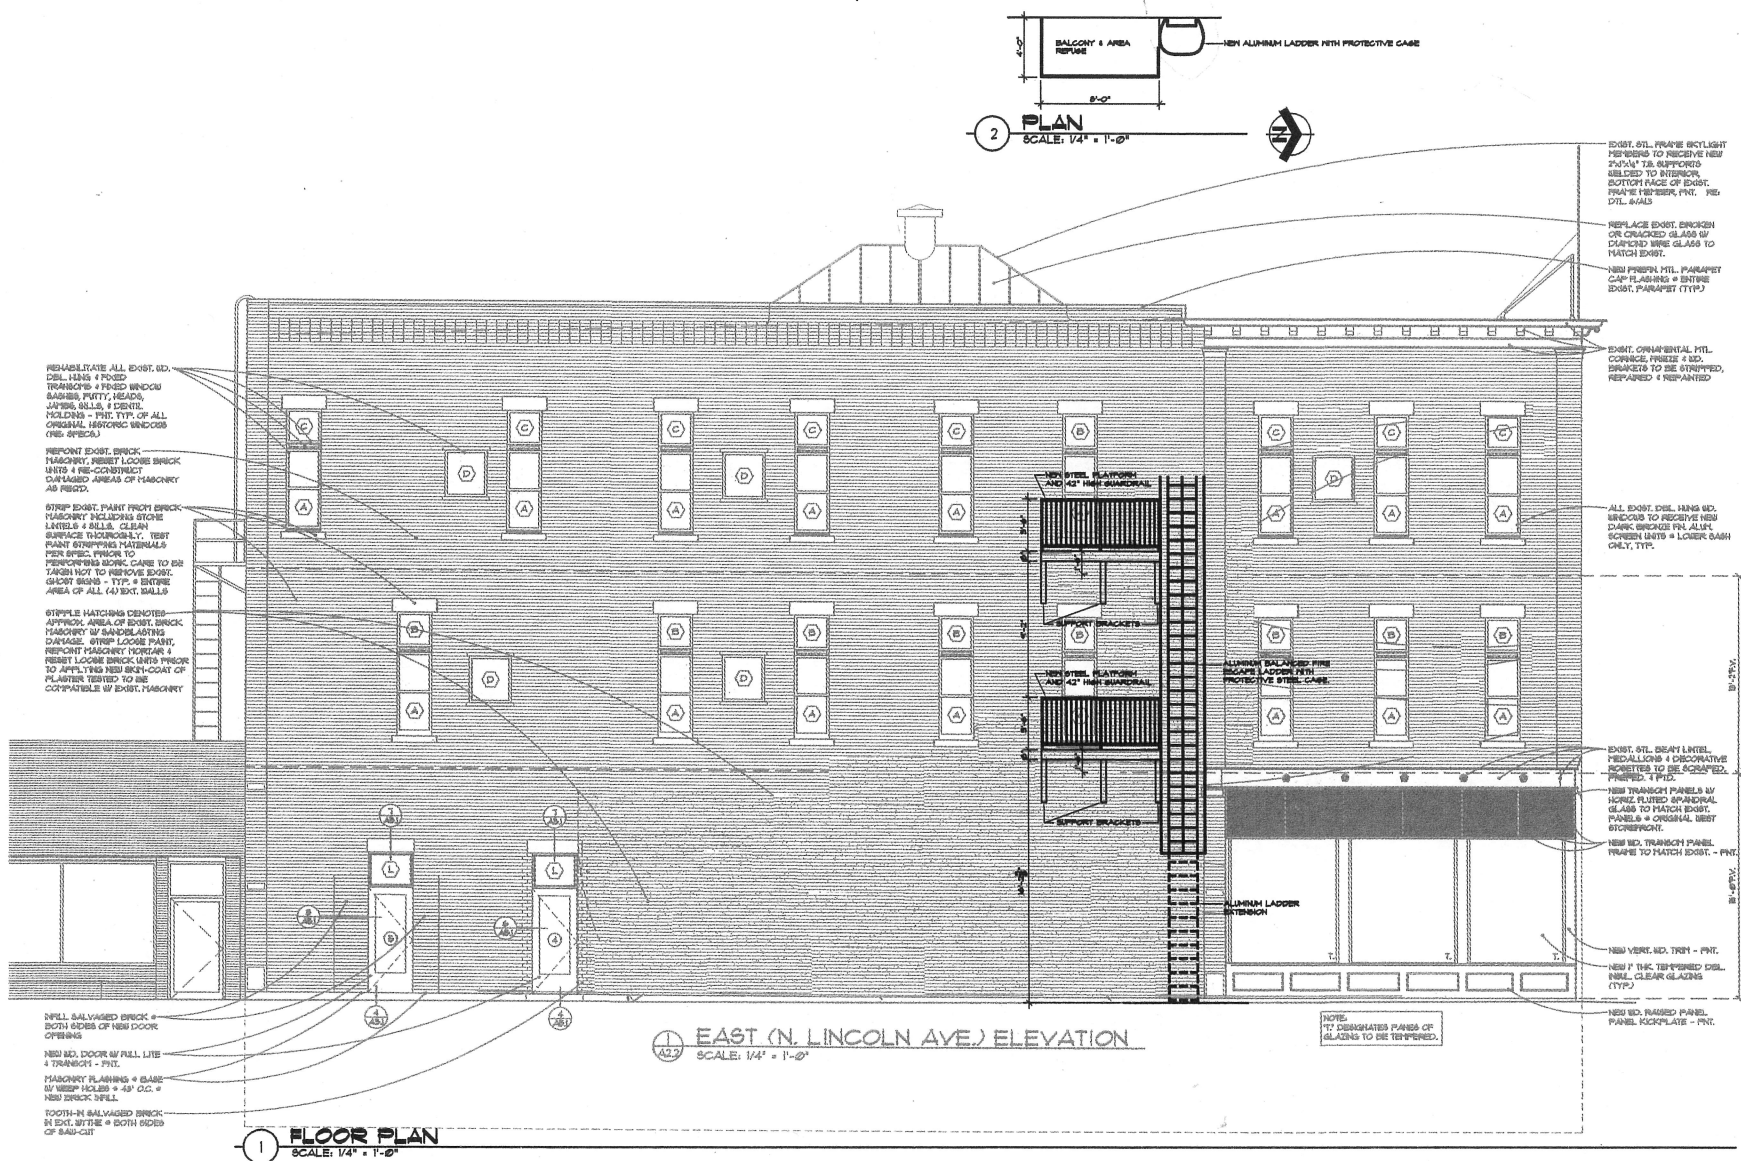 4'-0"
BALCONY & AREA
REFUGE
NEW ALUMINUM LADDER WITH PROTECTIVE CAGE
8'-0"
2
PLAN
SCALE: 1/4" = 1'-0"
N
EXIST. STL. FRAME SKYLIGHT
MEMBERS TO RECEIVE NEW
T.S. SUPPORTS
WELDED TO INTERIOR,
BOTTOM FACE OF EXIST.
FRAME MEMBER, PNT. RE:
DTL.
REPLACE EXIST. BROKEN
OR CRACKED GLASS W/
DIAMOND WIRE GLASS TO
MATCH EXIST.
NEW PREFIN. MTL. PARAPET
CAP FLASHING @ ENTIRE
EXIST. PARAPET (TYP.)
EXIST. ORNAMENTAL MTL.
CORNICE, FRIEZE & WD.
BRAKETS TO BE STRIPPED,
REPAIRED & REPAINTED
ALL EXIST. DBL. HUNG WD.
WINDOWS TO RECEIVE NEW
DARK BRONZE FIN. ALUM.
SCREEN UNITS @ LOWER SASH
ONLY, TYP.
EXIST. STL. BEAM LINTEL,
MEDALLIONS & DECORATIVE
ROSETTES TO BE SCRAPED,
PREPED, & PTD.
NEW TRANSOM PANELS W/
HORIZ. FLUTED SPANDRAL
GLASS TO MATCH EXIST.
PANELS @ ORIGINAL WEST
STOREFRONT.
NEW WD. TRANSOM PANEL
FRAME TO MATCH EXIST. - PNT.
NEW VERT. WD. TRIM - PNT.
NEW 1" THK. TEMPERED DBL.
INSUL. CLEAR GLAZING
(TYP.)
NEW WD. RAISED PANEL
PANEL KICKPLATE - PNT.
REHABILITATE ALL EXIST. WD.
DBL. HUNG & FIXED
TRANSOMS & FIXED WINDOW
SASHES, PUTTY, HEADS,
JAMBS, SILLS, & DENTIL
MOLDING - PNT. TYP. OF ALL
ORIGINAL HISTORIC WINDOWS
(RE: SPECS.)
REPOINT EXIST. BRICK
MASONRY, RESET LOOSE BRICK
UNITS & RE-CONSTRUCT
DAMAGED AREAS OF MASONRY
AS REQ'D.
STRIP EXIST. PAINT FROM BRICK
MASONRY INCLUDING STONE
LINTELS & SILLS. CLEAN
SURFACE THOUROGHLY. TEST
PAINT STRIPPING MATERIALS
PER SPEC. PRIOR TO
PERFORMING WORK. CARE TO BE
TAKEN NOT TO REMOVE EXIST.
GHOST SIGNS - TYP. @ ENTIRE
AREA OF ALL (4) EXT. WALLS
STIPPLE HATCHING DENOTES
APPROX. AREA OF EXIST. BRICK
MASONRY W/ SANDBLASTING
DAMAGE. STRIP LOOSE PAINT,
REPOINT MASONRY MORTAR &
RESET LOOSE BRICK UNITS PRIOR
TO APPLYING NEW SKIM-COAT OF
PLASTER TESTED TO BE
COMPATIBLE W/ EXIST. MASONRY
C C C C C B C C C
D D D
A A A A A A A A
NEW STEEL PLATFORM
AND 42" HIGH GUARDRAIL
SUPPORT BRACKETS
B B B B B B B B
D D
A A A A A A A
NEW STEEL PLATFORM
AND 42" HIGH GUARDRAIL
ALUMINUM BALANCED FIRE
ESCAPE LADDER WITH
PROTECTIVE STEEL CAGE.
SUPPORT BRACKETS
L L
5 4
ALUMINUM LADDER
EXTENSION
T. T. T.
INFILL SALVAGED BRICK @
BOTH SIDES OF NEW DOOR
OPENING
NEW WD. DOOR W/ FULL LITE
& TRANSOM - PNT.
MASONRY FLASHING @ BASE
W/ WEEP HOLES @ 48" O.C. @
NEW BRICK INFILL
TOOTH-IN SALVAGED BRICK
IN EXT. WYTHE @ BOTH SIDES
OF SAW-CUT
1
A2.2
EAST (N. LINCOLN AVE.) ELEVATION
SCALE: 1/4" = 1'-0"
NOTE:
"T." DESIGNATES PANES OF
GLAZING TO BE TEMPERED.
1
FLOOR PLAN
SCALE: 1/4" = 1'-0"